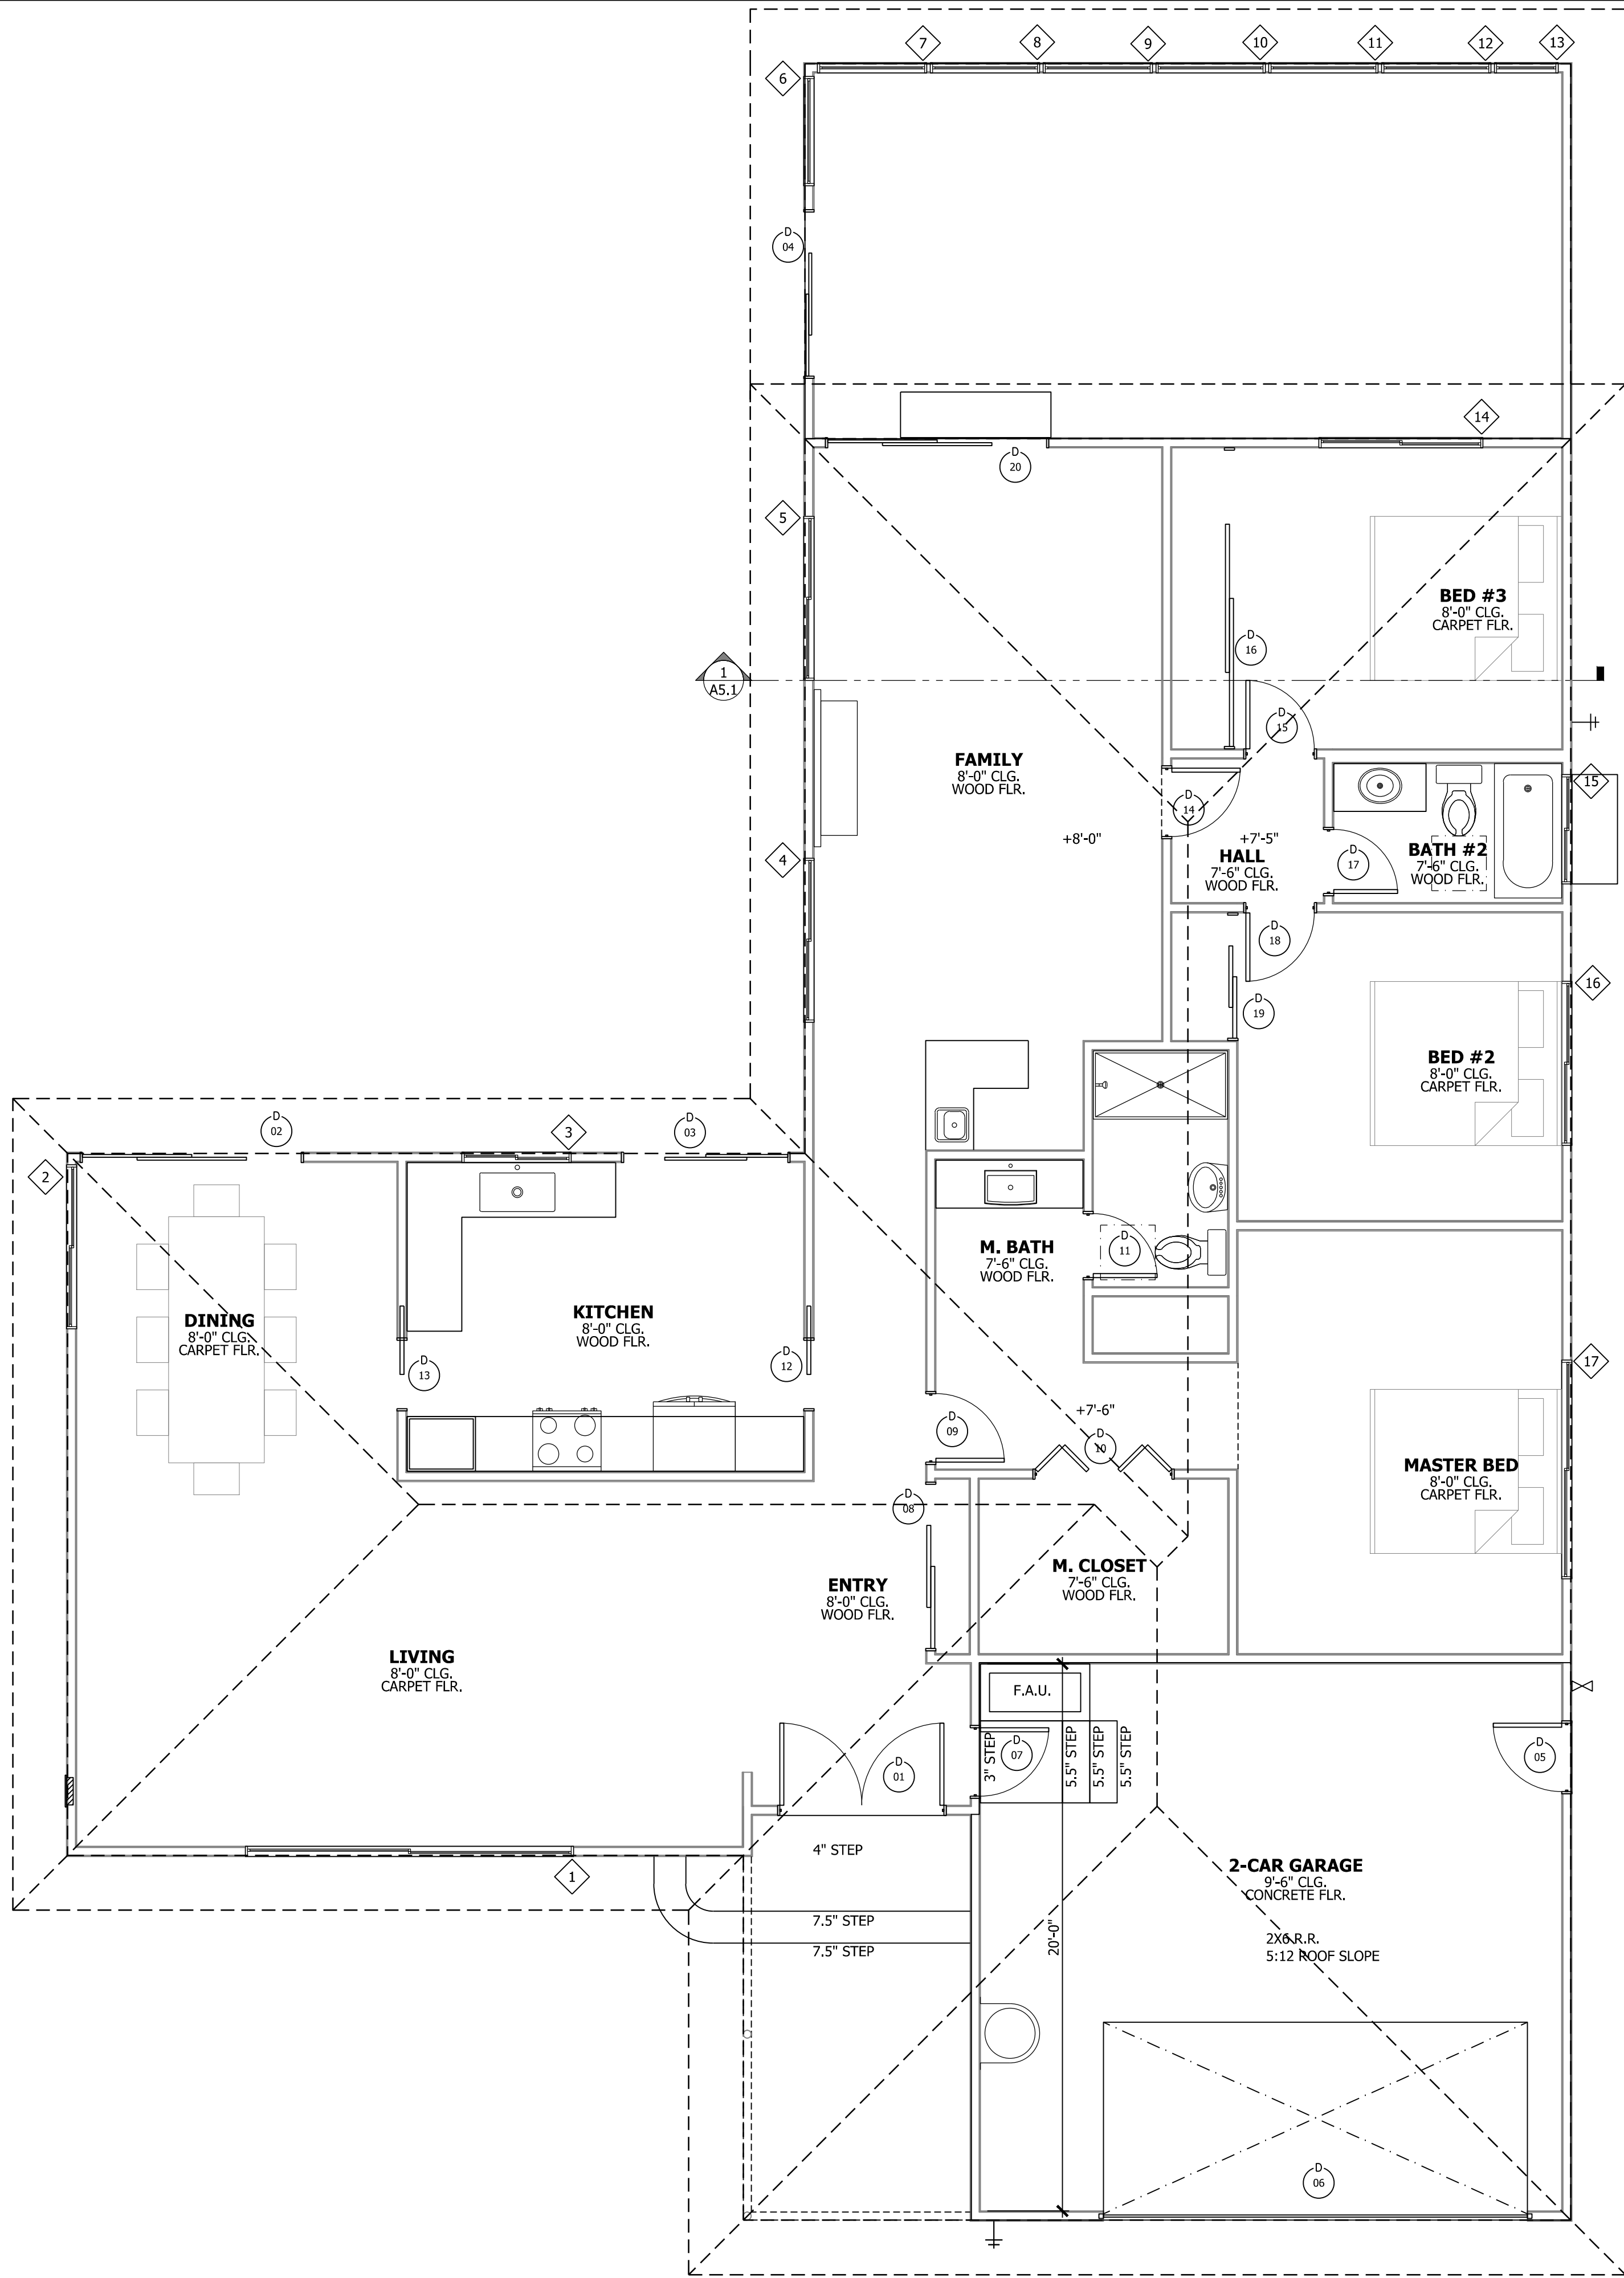 7
8
9
10
11
12
13
6
D
04
14
D
20
5
BED #3
8'-0" CLG.
CARPET FLR.
D
16
1
A5.1
D
15
FAMILY
8'-0" CLG.
WOOD FLR.
15
D
14
+8'-0"
+7'-5"
HALL
7'-6" CLG.
WOOD FLR.
D
17
BATH #2
7'-6" CLG.
WOOD FLR.
4
D
18
16
D
19
BED #2
8'-0" CLG.
CARPET FLR.
D
02
3
D
03
2
M. BATH
7'-6" CLG.
WOOD FLR.
D
11
DINING
8'-0" CLG.
CARPET FLR.
KITCHEN
8'-0" CLG.
WOOD FLR.
D
13
D
12
17
+7'-6"
D
09
D
10
MASTER BED
8'-0" CLG.
CARPET FLR.
D
08
M. CLOSET
7'-6" CLG.
WOOD FLR.
ENTRY
8'-0" CLG.
WOOD FLR.
LIVING
8'-0" CLG.
CARPET FLR.
F.A.U.
3" STEP
D
07
5.5" STEP
5.5" STEP
5.5" STEP
D
05
D
01
4" STEP
1
2-CAR GARAGE
9'-6" CLG.
CONCRETE FLR.
7.5" STEP
7.5" STEP
20'-0"
2X6 R.R.
5:12 ROOF SLOPE
D
06